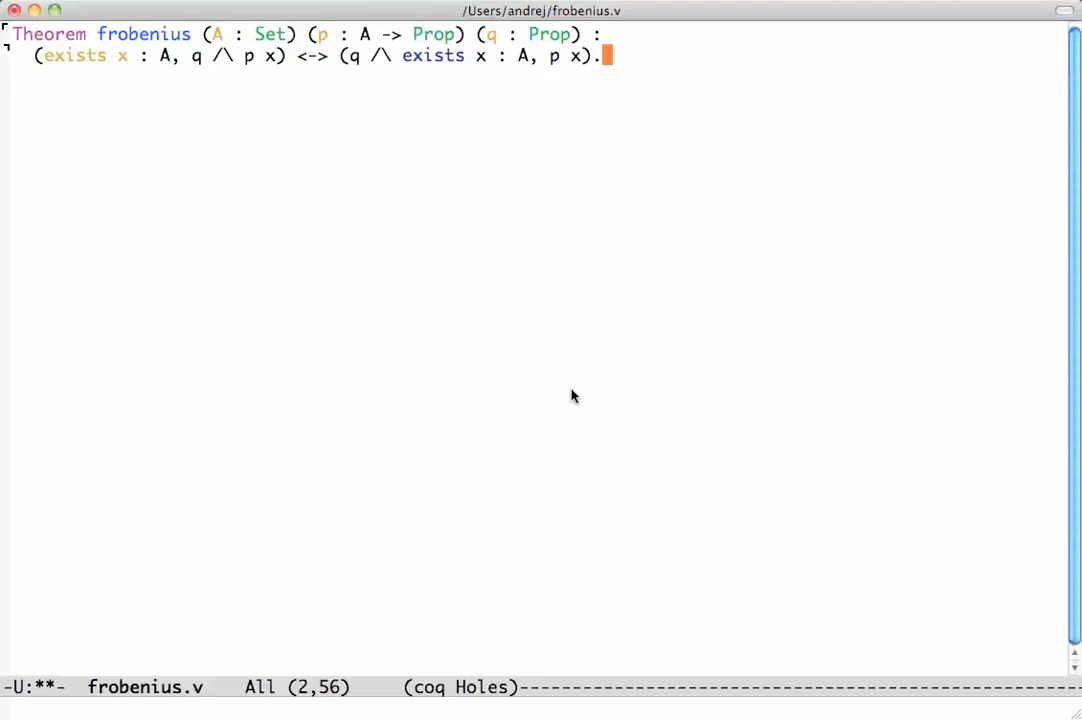 /Users/andrej/frobenius.v
Theorem frobenius (A : Set) (p : A -> Prop) (q : Prop) :
(exists x : A, q /\ p x) <-> (q /\ exists x : A, p x).
-U:**-  frobenius.v    All (2,56)    (coq Holes)-----------------------------------------------------